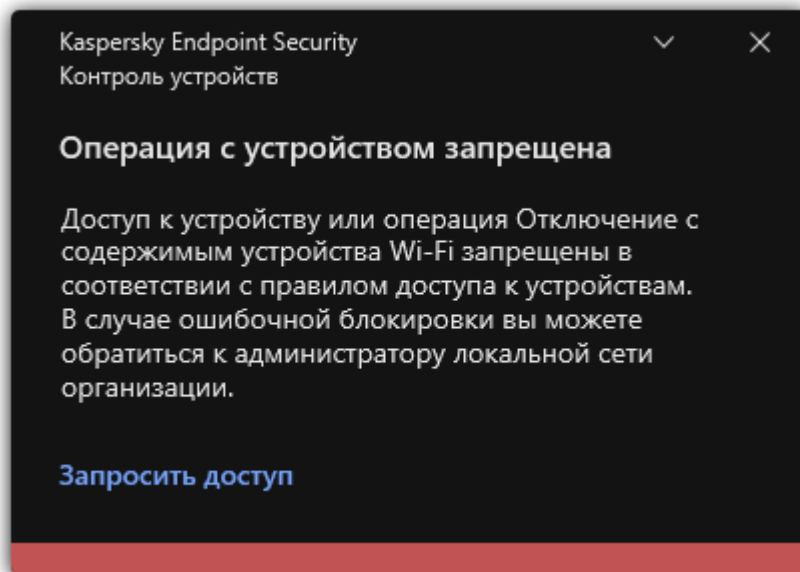 Kaspersky Endpoint Security
Контроль устройств
Операция с устройством запрещена
Доступ к устройству или операция Отключение с
содержимым устройства Wi-Fi запрещены в
соответствии с правилом доступа к устройствам.
В случае ошибочной блокировки вы можете
обратиться к администратору локальной сети
организации.
Запросить доступ